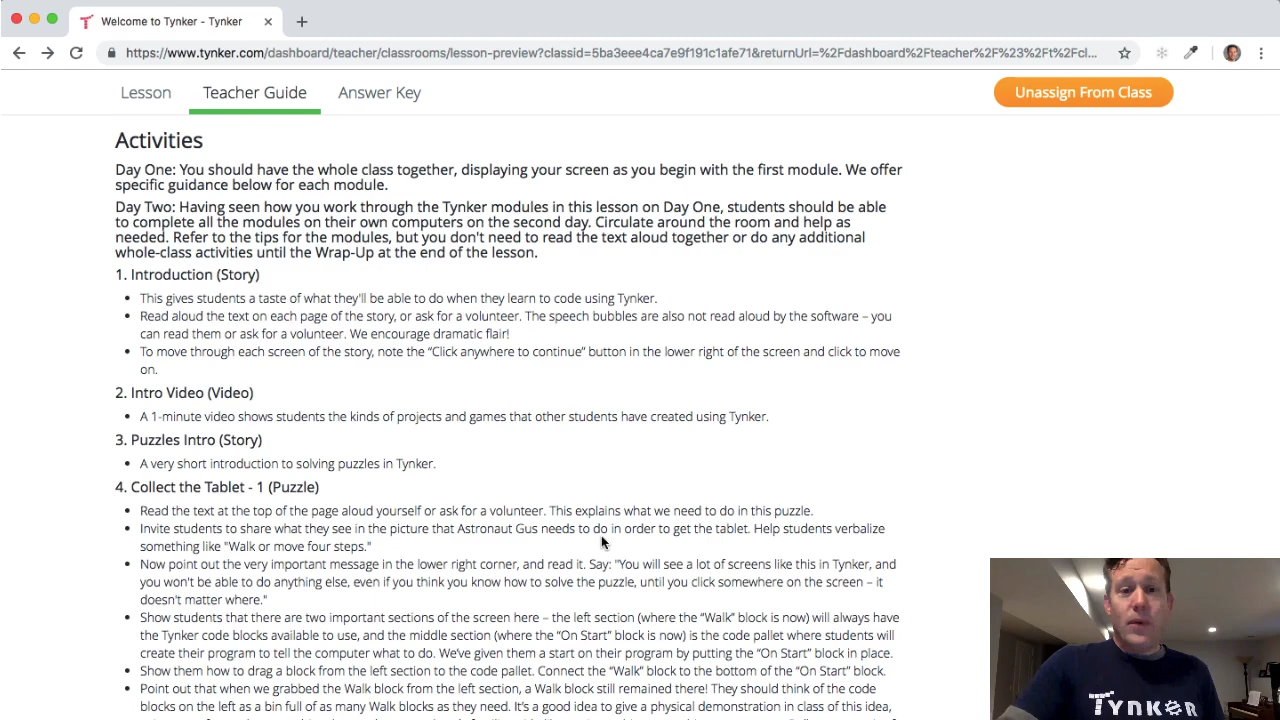 Welcome to Tynker - Tynker
https://www.tynker.com/dashboard/teacher/classrooms/lesson-preview?classid=5ba3eee4ca7e9f191c1afe71&returnUrl=%2Fdashboard%2Fteacher%2F%23%2Ft%2Fcl...
Lesson
Teacher Guide
Answer Key
Unassign From Class
Activities
Day One: You should have the whole class together, displaying your screen as you begin with the first module. We offer
specific guidance below for each module.
Day Two: Having seen how you work through the Tynker modules in this lesson on Day One, students should be able
to complete all the modules on their own computers on the second day. Circulate around the room and help as
needed. Refer to the tips for the modules, but you don't need to read the text aloud together or do any additional
whole-class activities until the Wrap-Up at the end of the lesson.
1. Introduction (Story)
• This gives students a taste of what they'll be able to do when they learn to code using Tynker.
• Read aloud the text on each page of the story, or ask for a volunteer. The speech bubbles are also not read aloud by the software – you
can read them or ask for a volunteer. We encourage dramatic flair!
• To move through each screen of the story, note the “Click anywhere to continue” button in the lower right of the screen and click to move
on.
2. Intro Video (Video)
• A 1-minute video shows students the kinds of projects and games that other students have created using Tynker.
3. Puzzles Intro (Story)
• A very short introduction to solving puzzles in Tynker.
4. Collect the Tablet - 1 (Puzzle)
• Read the text at the top of the page aloud yourself or ask for a volunteer. This explains what we need to do in this puzzle.
• Invite students to share what they see in the picture that Astronaut Gus needs to do in order to get the tablet. Help students verbalize
something like "Walk or move four steps."
• Now point out the very important message in the lower right corner, and read it. Say: "You will see a lot of screens like this in Tynker, and
you won't be able to do anything else, even if you think you know how to solve the puzzle, until you click somewhere on the screen – it
doesn't matter where."
• Show students that there are two important sections of the screen here – the left section (where the “Walk” block is now) will always have
the Tynker code blocks available to use, and the middle section (where the “On Start” block is now) is the code pallet where students will
create their program to tell the computer what to do. We've given them a start on their program by putting the “On Start” block in place.
• Show them how to drag a block from the left section to the code pallet. Connect the “Walk” block to the bottom of the “On Start” block.
• Point out that when we grabbed the Walk block from the left section, a Walk block still remained there! They should think of the code
blocks on the left as a bin full of as many Walk blocks as they need. It's a good idea to give a physical demonstration in class of this idea,
TYNKER